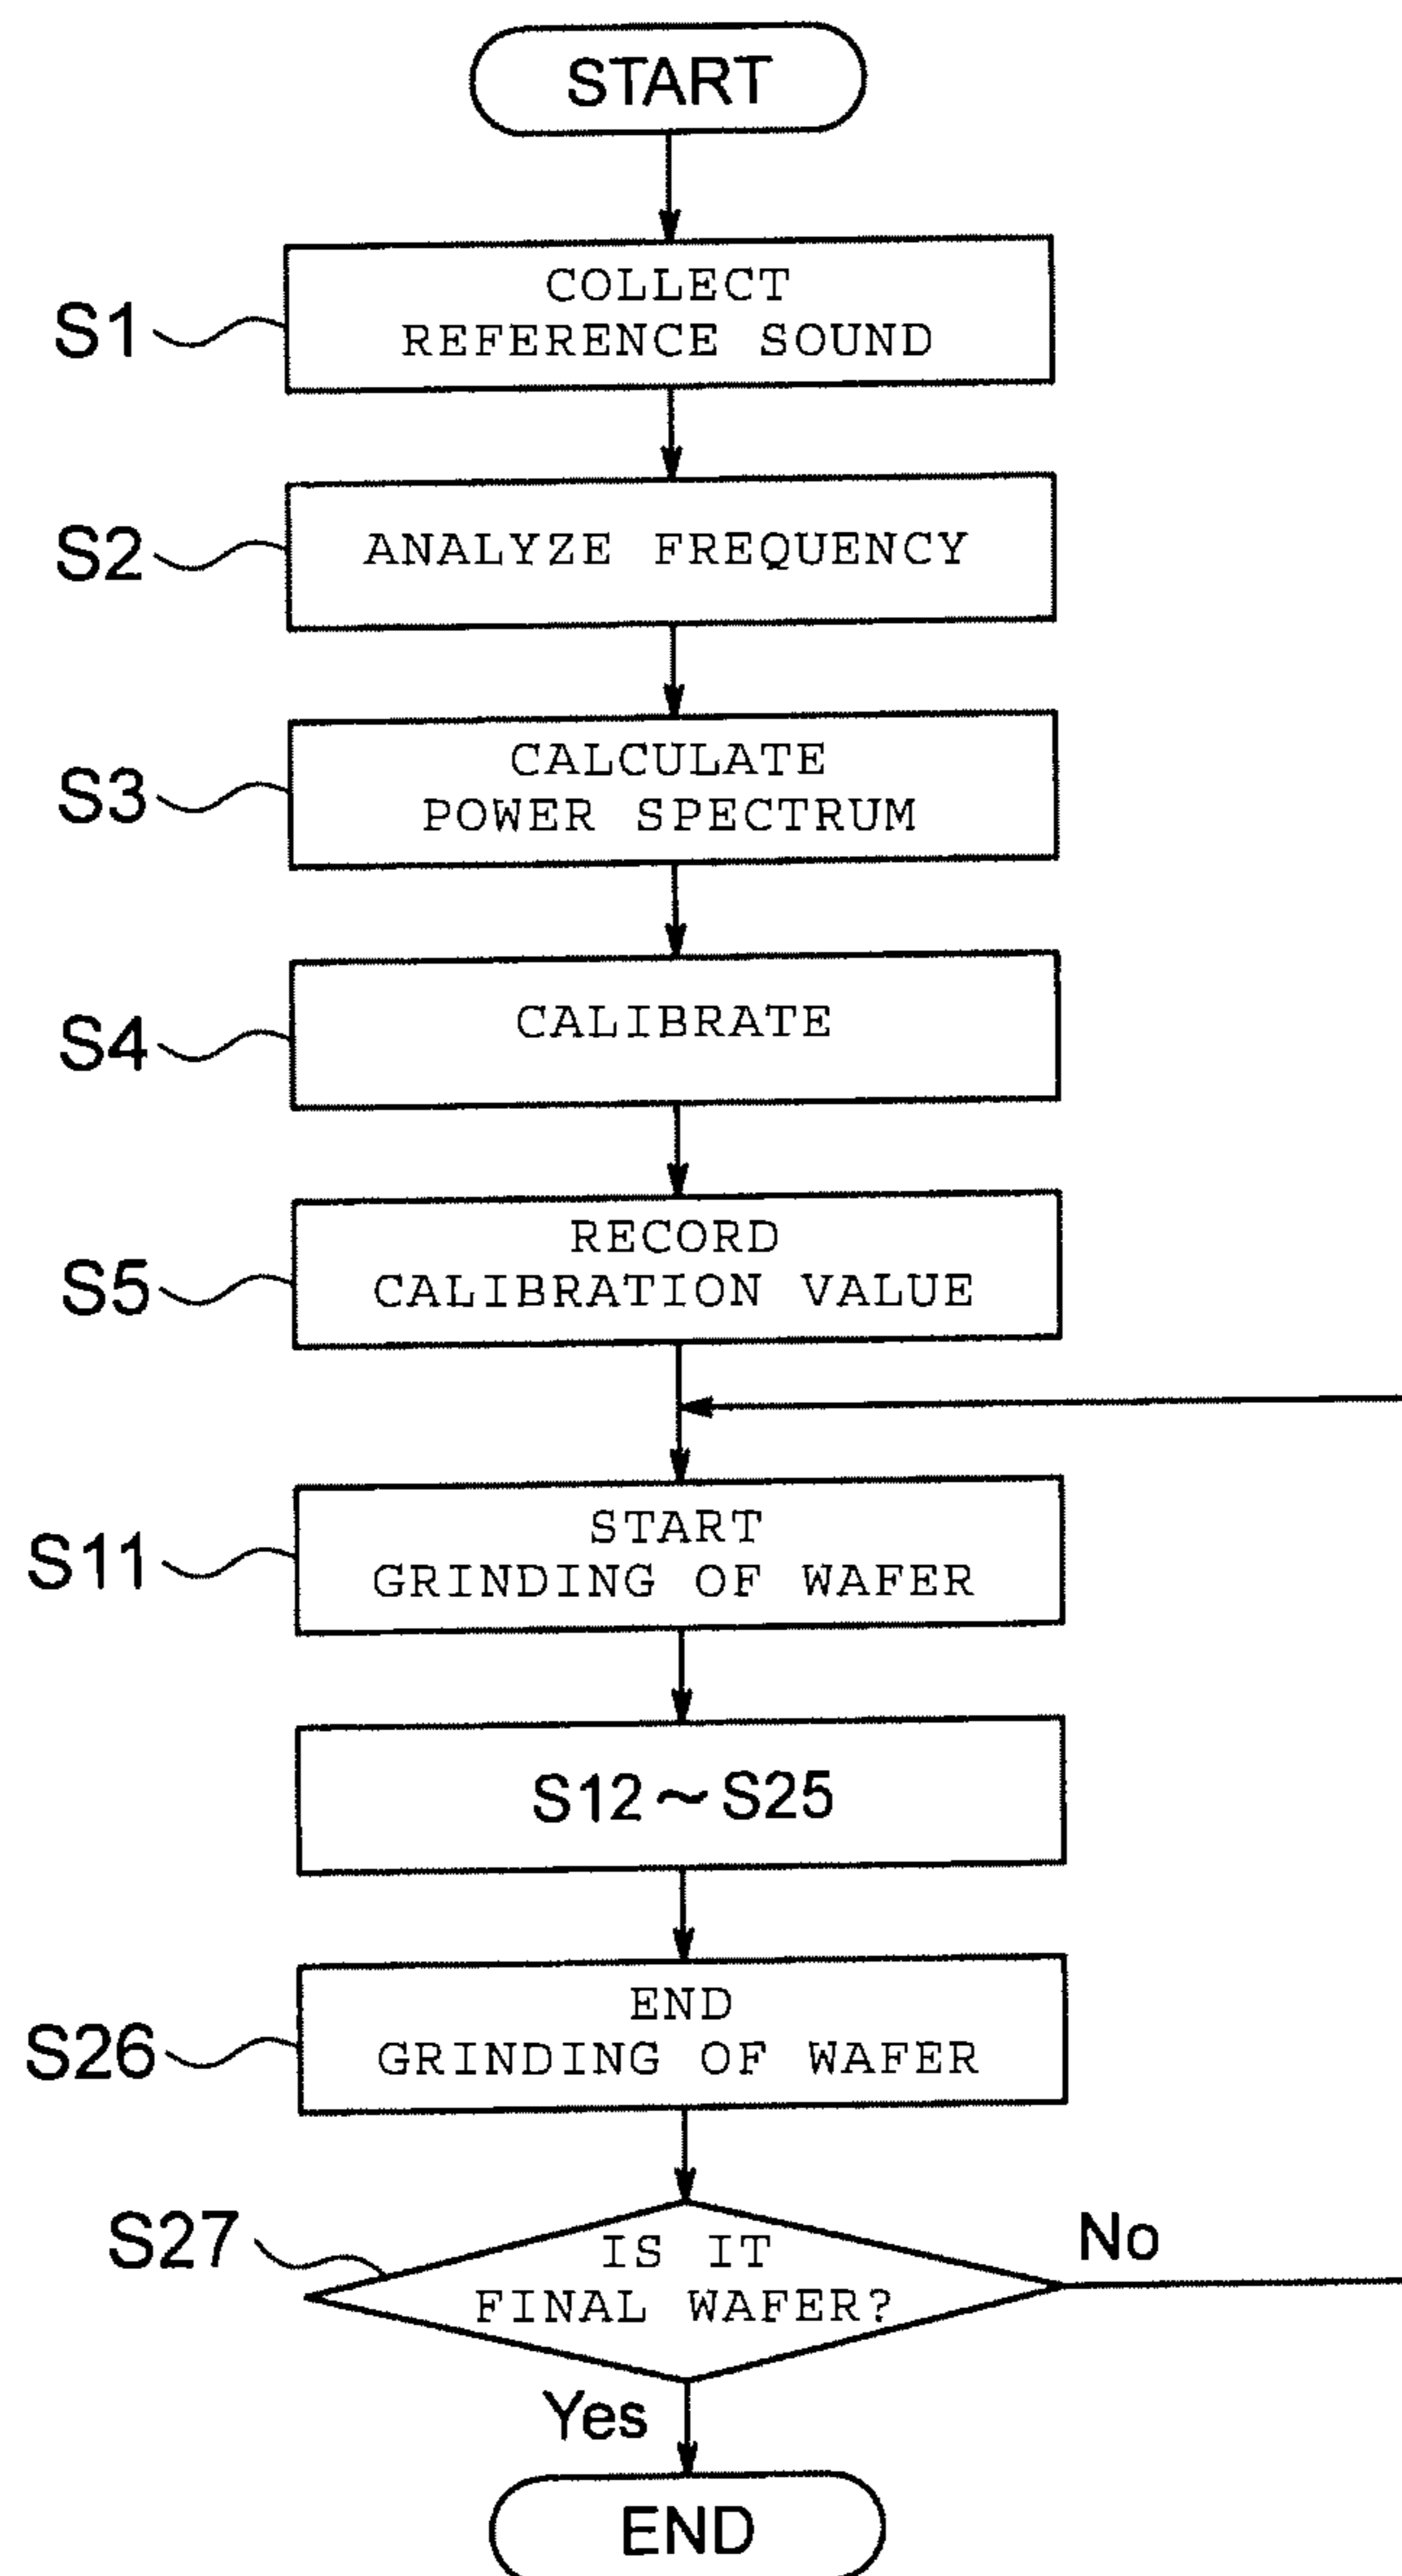 START
S1
COLLECT
REFERENCE SOUND
S2
ANALYZE FREQUENCY
S3
CALCULATE
POWER SPECTRUM
S4
CALIBRATE
S5
RECORD
CALIBRATION VALUE
S11
START
GRINDING OF WAFER
S12~S25
S26
END
GRINDING OF WAFER
S27
IS IT
FINAL WAFER?
No
Yes
END